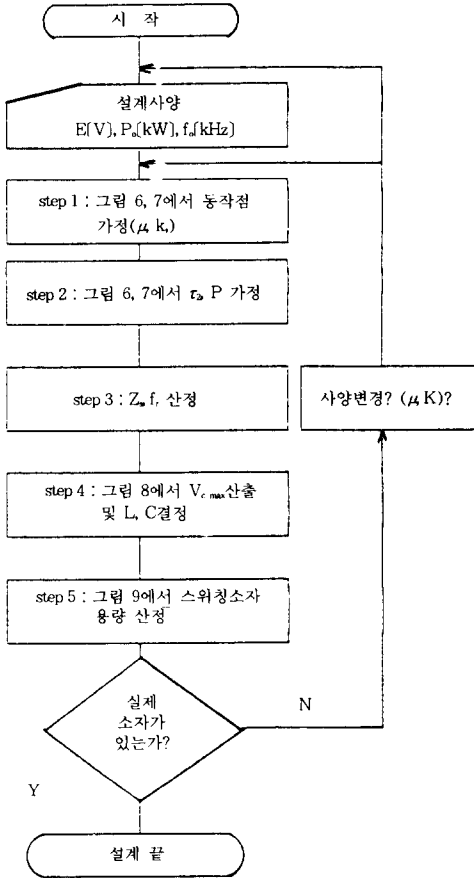 시 작
설계사양
E[V], P₀[kW], f₀[kHz]
step 1 : 그림 6, 7에서 동작점
가정(μ, k,)
step 2 : 그림 6, 7에서 τ₂, P 가정
step 3 : Z, f, 산정
사양변경? (μ, K)?
step 4 : 그림 8에서 V_c max산출
및 L, C결정
step 5 : 그림 9에서 스위칭소자
용량 산정
실제
소자가
있는가?
N
Y
설계 끝